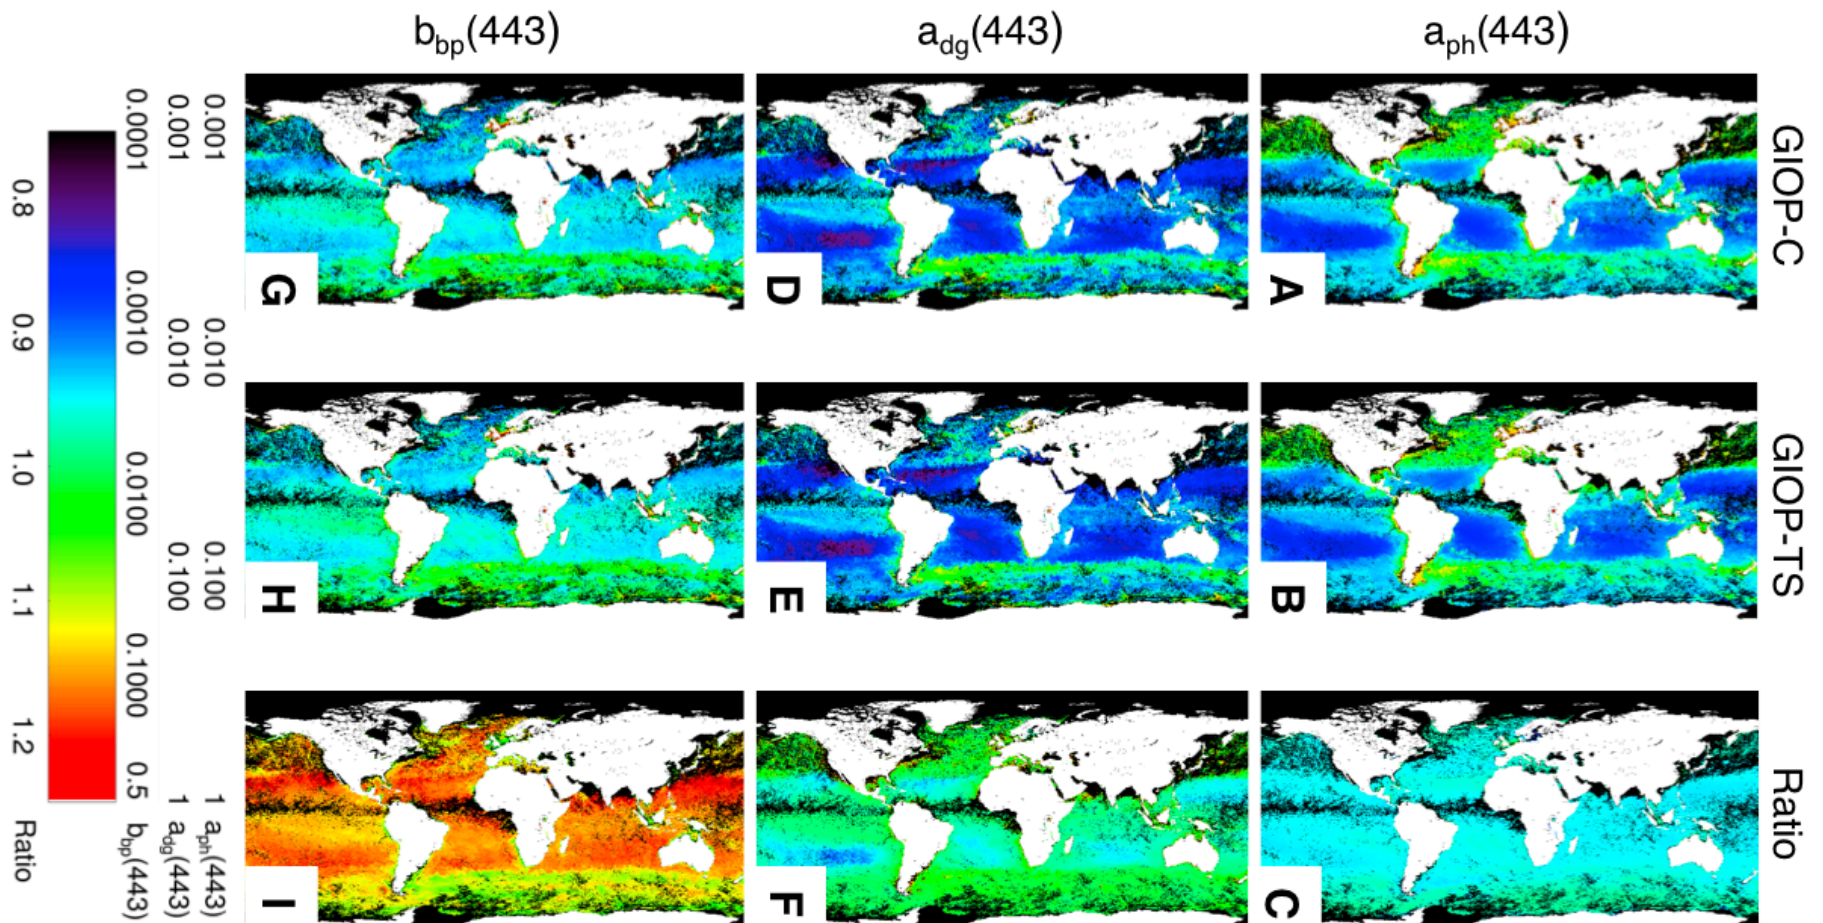 b_bp(443)
a_dg(443)
a_ph(443)
GIOP-C
A
D
G
GIOP-TS
B
E
H
Ratio
C
F
I
0.001 0.010 0.100 1 a_ph(443)
0.001 0.010 0.100 1 a_dg(443)
0.0001 0.0010 0.0100 0.1000 0.5 b_bp(443)
0.8 0.9 1.0 1.1 1.2 Ratio